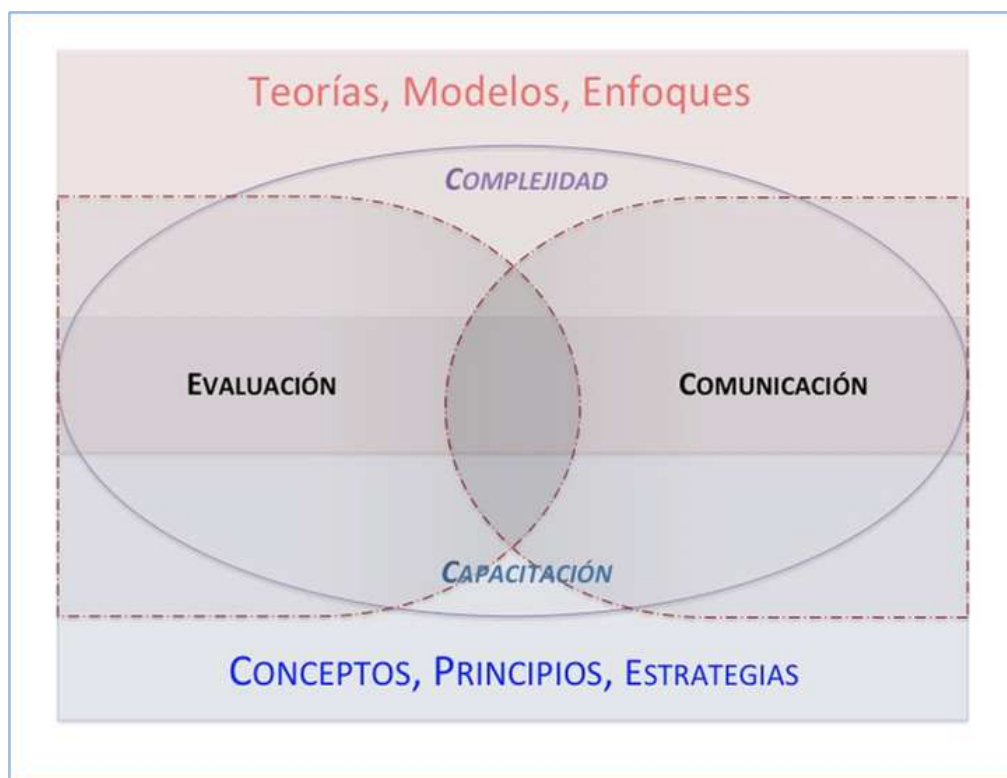 Teorías, Modelos, Enfoques
COMPLEJIDAD
EVALUACIÓN COMUNICACIÓN
CAPACITACIÓN
CONCEPTOS, PRINCIPIOS, ESTRATEGIAS